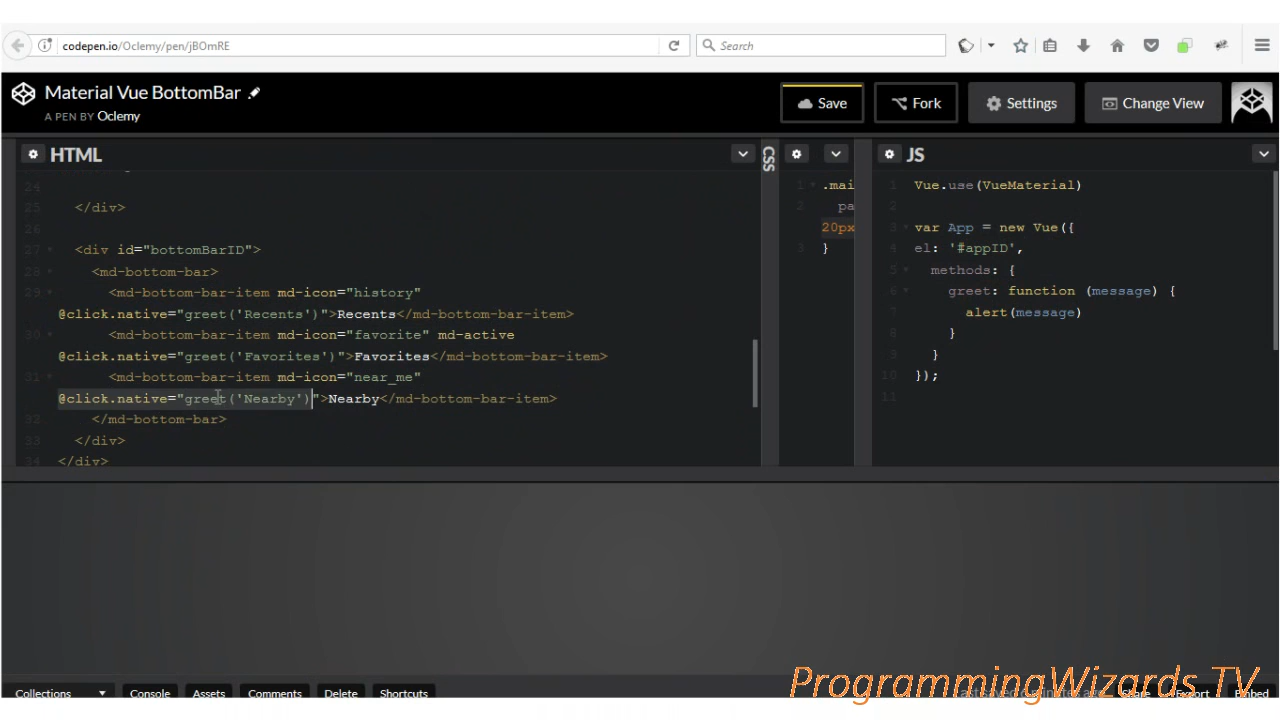 codepen.io/Oclemy/pen/jBOmRE
Search
Material Vue BottomBar
A PEN BY Oclemy
Save
Fork
Settings
Change View
HTML
CSS
JS
24
25 </div>
26
27 <div id="bottomBarID">
28 <md-bottom-bar>
29 <md-bottom-bar-item md-icon="history"
@click.native="greet('Recents')">Recents</md-bottom-bar-item>
30 <md-bottom-bar-item md-icon="favorite" md-active
@click.native="greet('Favorites')">Favorites</md-bottom-bar-item>
31 <md-bottom-bar-item md-icon="near_me"
@click.native="greet('Nearby')">Nearby</md-bottom-bar-item>
32 </md-bottom-bar>
33 </div>
34 </div>
1 .mai
2 pa
20px
3 }
1 Vue.use(VueMaterial)
2
3 var App = new Vue({
4 el: '#appID',
5 methods: {
6 greet: function (message) {
7 alert(message)
8 }
9 }
10 });
11
Collections
Console
Assets
Comments
Delete
Shortcuts
Last saved minutes ago
Share
Export
Embed
ProgrammingWizards TV